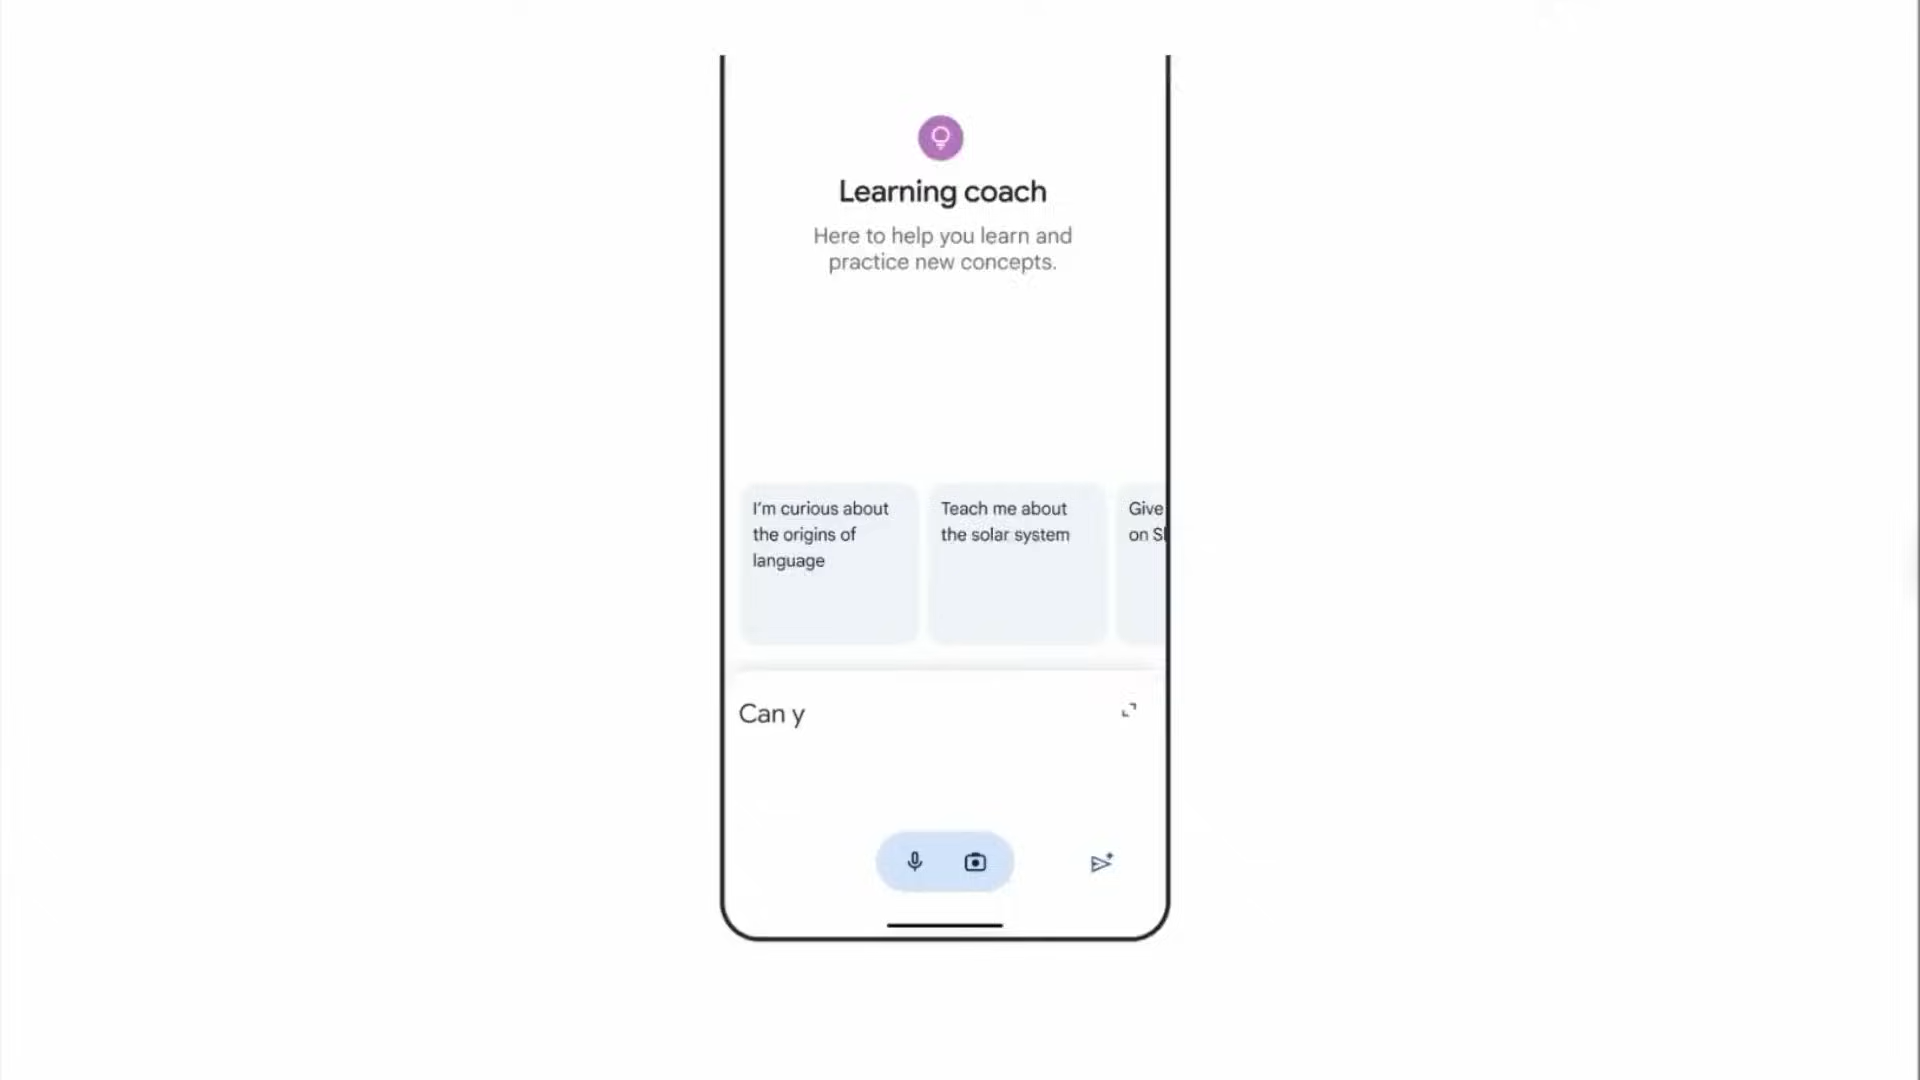 Learning coach
Here to help you learn and
practice new concepts.
I'm curious about
the origins of
language
Teach me about
the solar system
Give
on
Can y